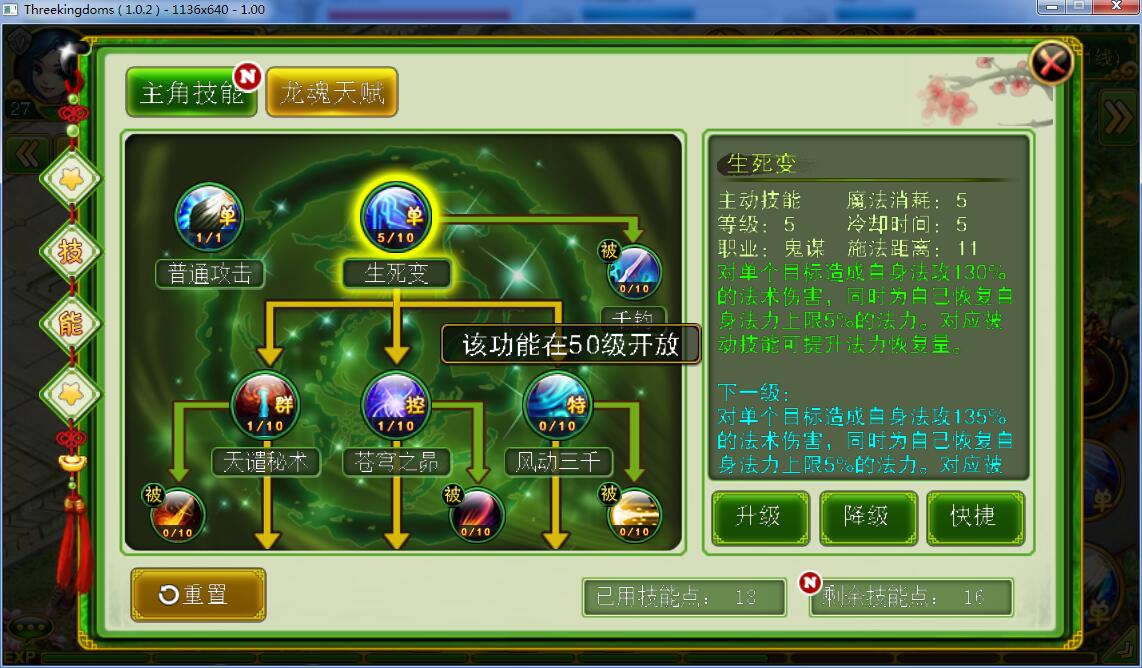 Threekingdoms ( 1.0.2 ) - 1136x640 - 1.00
27
线)
主角技能
N
龙魂天赋
技
能
单
1/1
普通攻击
单
5/10
生死变
被
0/10
千钧
该功能在50级开放
群
1/10
天谴秘术
控
1/10
苍穹之昴
特
0/10
风动三千
被
0/10
被
0/10
被
0/10
生死变
主动技能 魔法消耗: 5
等级: 5 冷却时间: 5
职业: 鬼谋 施法距离: 11
对单个目标造成自身法攻130%
的法术伤害, 同时为自己恢复自
身法力上限5%的法力。对应被
动技能可提升法力恢复量。
下一级:
对单个目标造成自身法攻135%
的法术伤害, 同时为自己恢复自
身法力上限5%的法力。对应被
升级
降级
快捷
重置
已用技能点: 13
N
剩余技能点: 16
单
单
EXP